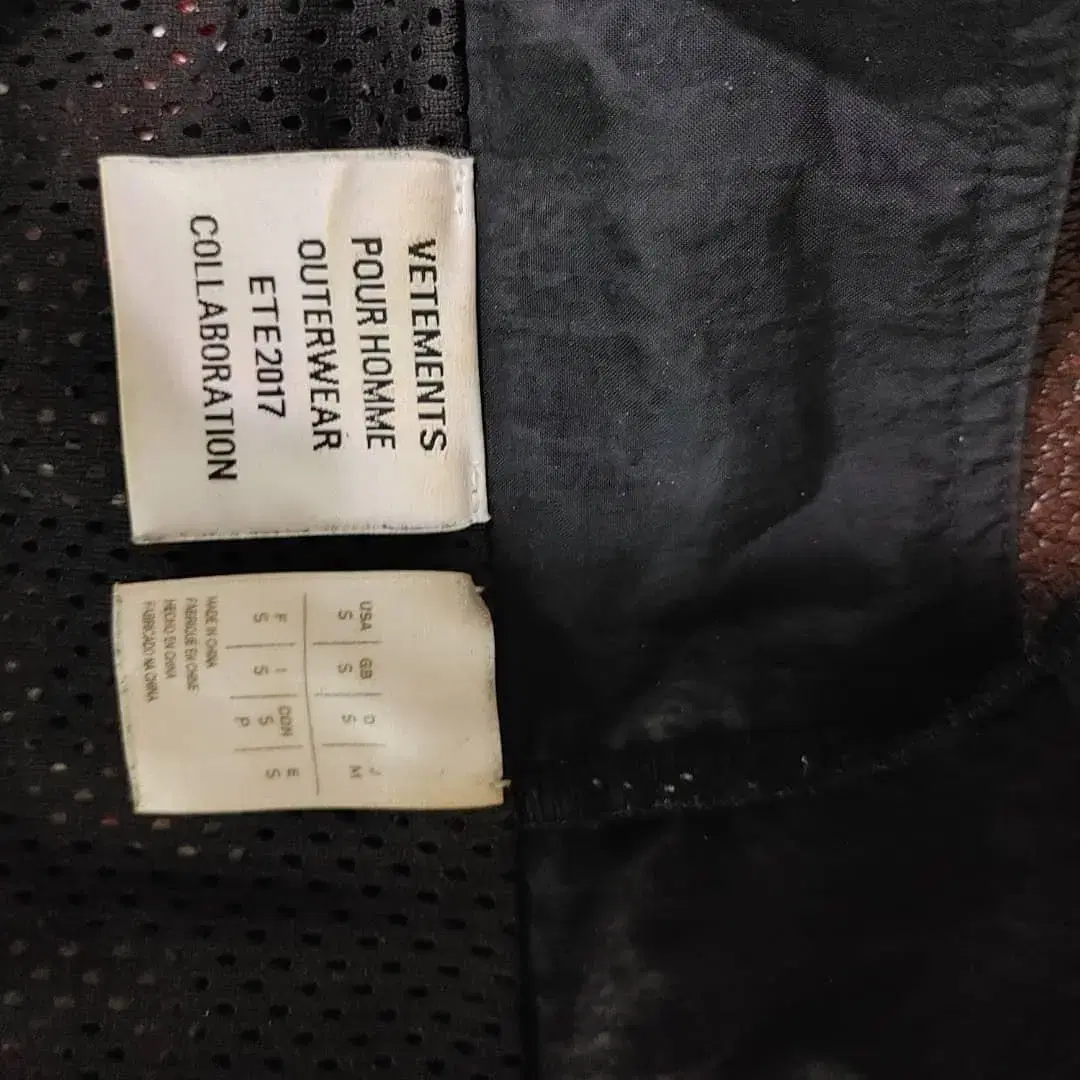 VETEMENTS
POUR HOMME
OUTERWEAR
ETE2017
COLLABORATION
USA GB D J
S S S M
F I CDN E
S S S S
P
MADE IN CHINA
FABRIQUE EN CHINE
HECHO EN CHINA
FABRICADO NA CHINA